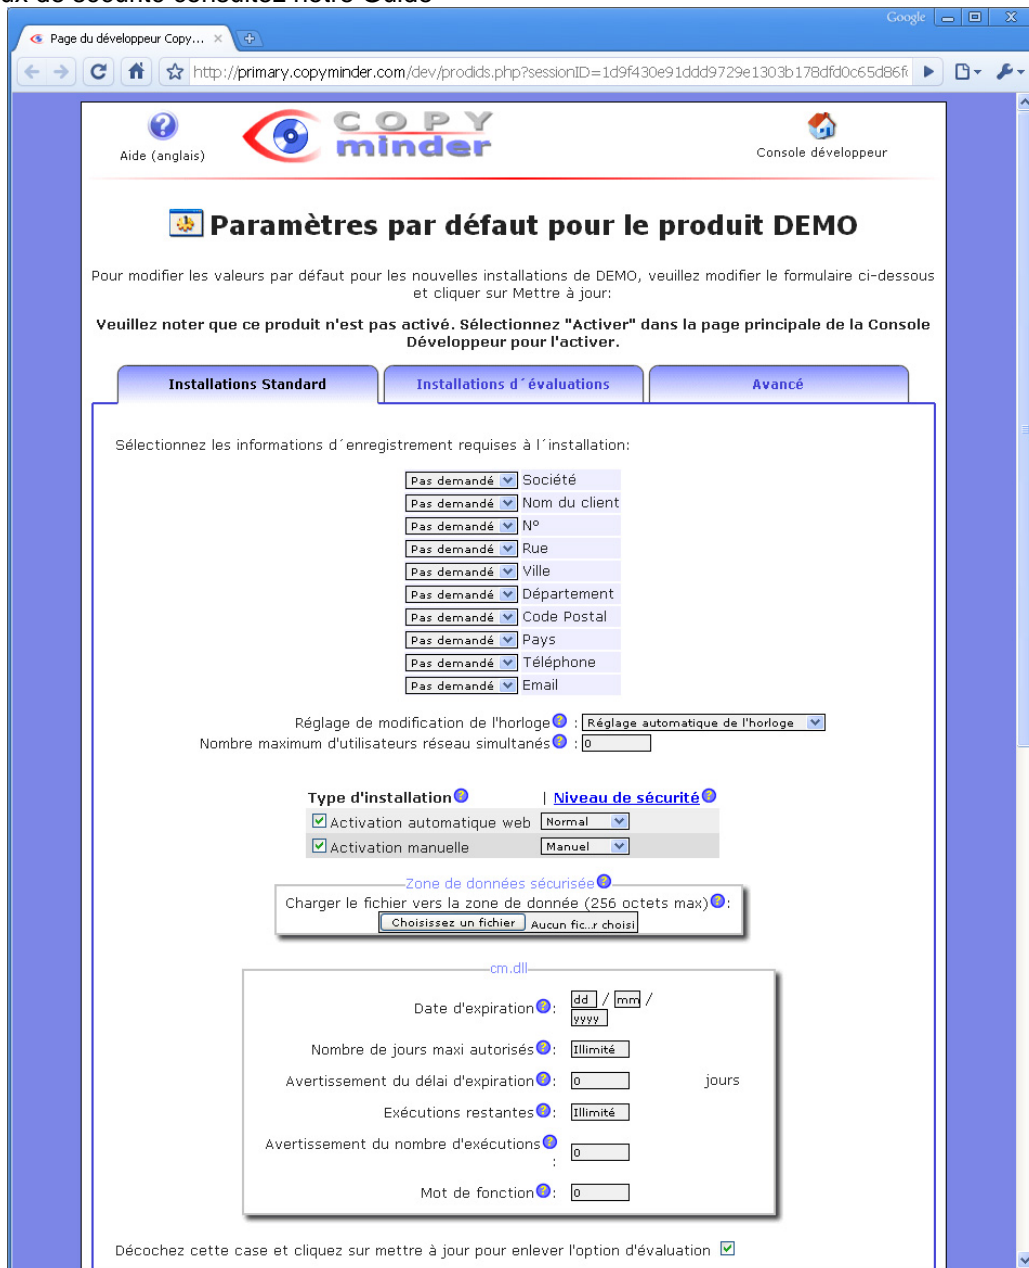 ux de sécurité consultez notre Guide
Google
Page du développeur Copy...
http://primary.copyminder.com/dev/prodids.php?sessionID=1d9f430e91ddd9729e1303b178dfd0c65d86f
Aide (anglais)
COPY
minder
Console développeur
Paramètres par défaut pour le produit DEMO
Pour modifier les valeurs par défaut pour les nouvelles installations de DEMO, veuillez modifier le formulaire ci-dessous
et cliquer sur Mettre à jour:
Veuillez noter que ce produit n'est pas activé. Sélectionnez "Activer" dans la page principale de la Console
Développeur pour l'activer.
Installations Standard
Installations d´évaluations
Avancé
Sélectionnez les informations d´enregistrement requises à l´installation:
Pas demandé Société
Pas demandé Nom du client
Pas demandé Nº
Pas demandé Rue
Pas demandé Ville
Pas demandé Département
Pas demandé Code Postal
Pas demandé Pays
Pas demandé Téléphone
Pas demandé Email
Réglage de modification de l'horloge : Réglage automatique de l'horloge
Nombre maximum d'utilisateurs réseau simultanés : 0
Type d'installation | Niveau de sécurité
Activation automatique web Normal
Activation manuelle Manuel
Zone de données sécurisée
Charger le fichier vers la zone de donnée (256 octets max) :
Choisissez un fichier Aucun fic...r choisi
cm.dll
Date d'expiration : dd / mm /
yyyy
Nombre de jours maxi autorisés : Illimité
Avertissement du délai d'expiration : 0 jours
Exécutions restantes : Illimité
Avertissement du nombre d'exécutions : 0
Mot de fonction : 0
Décochez cette case et cliquez sur mettre à jour pour enlever l'option d'évaluation